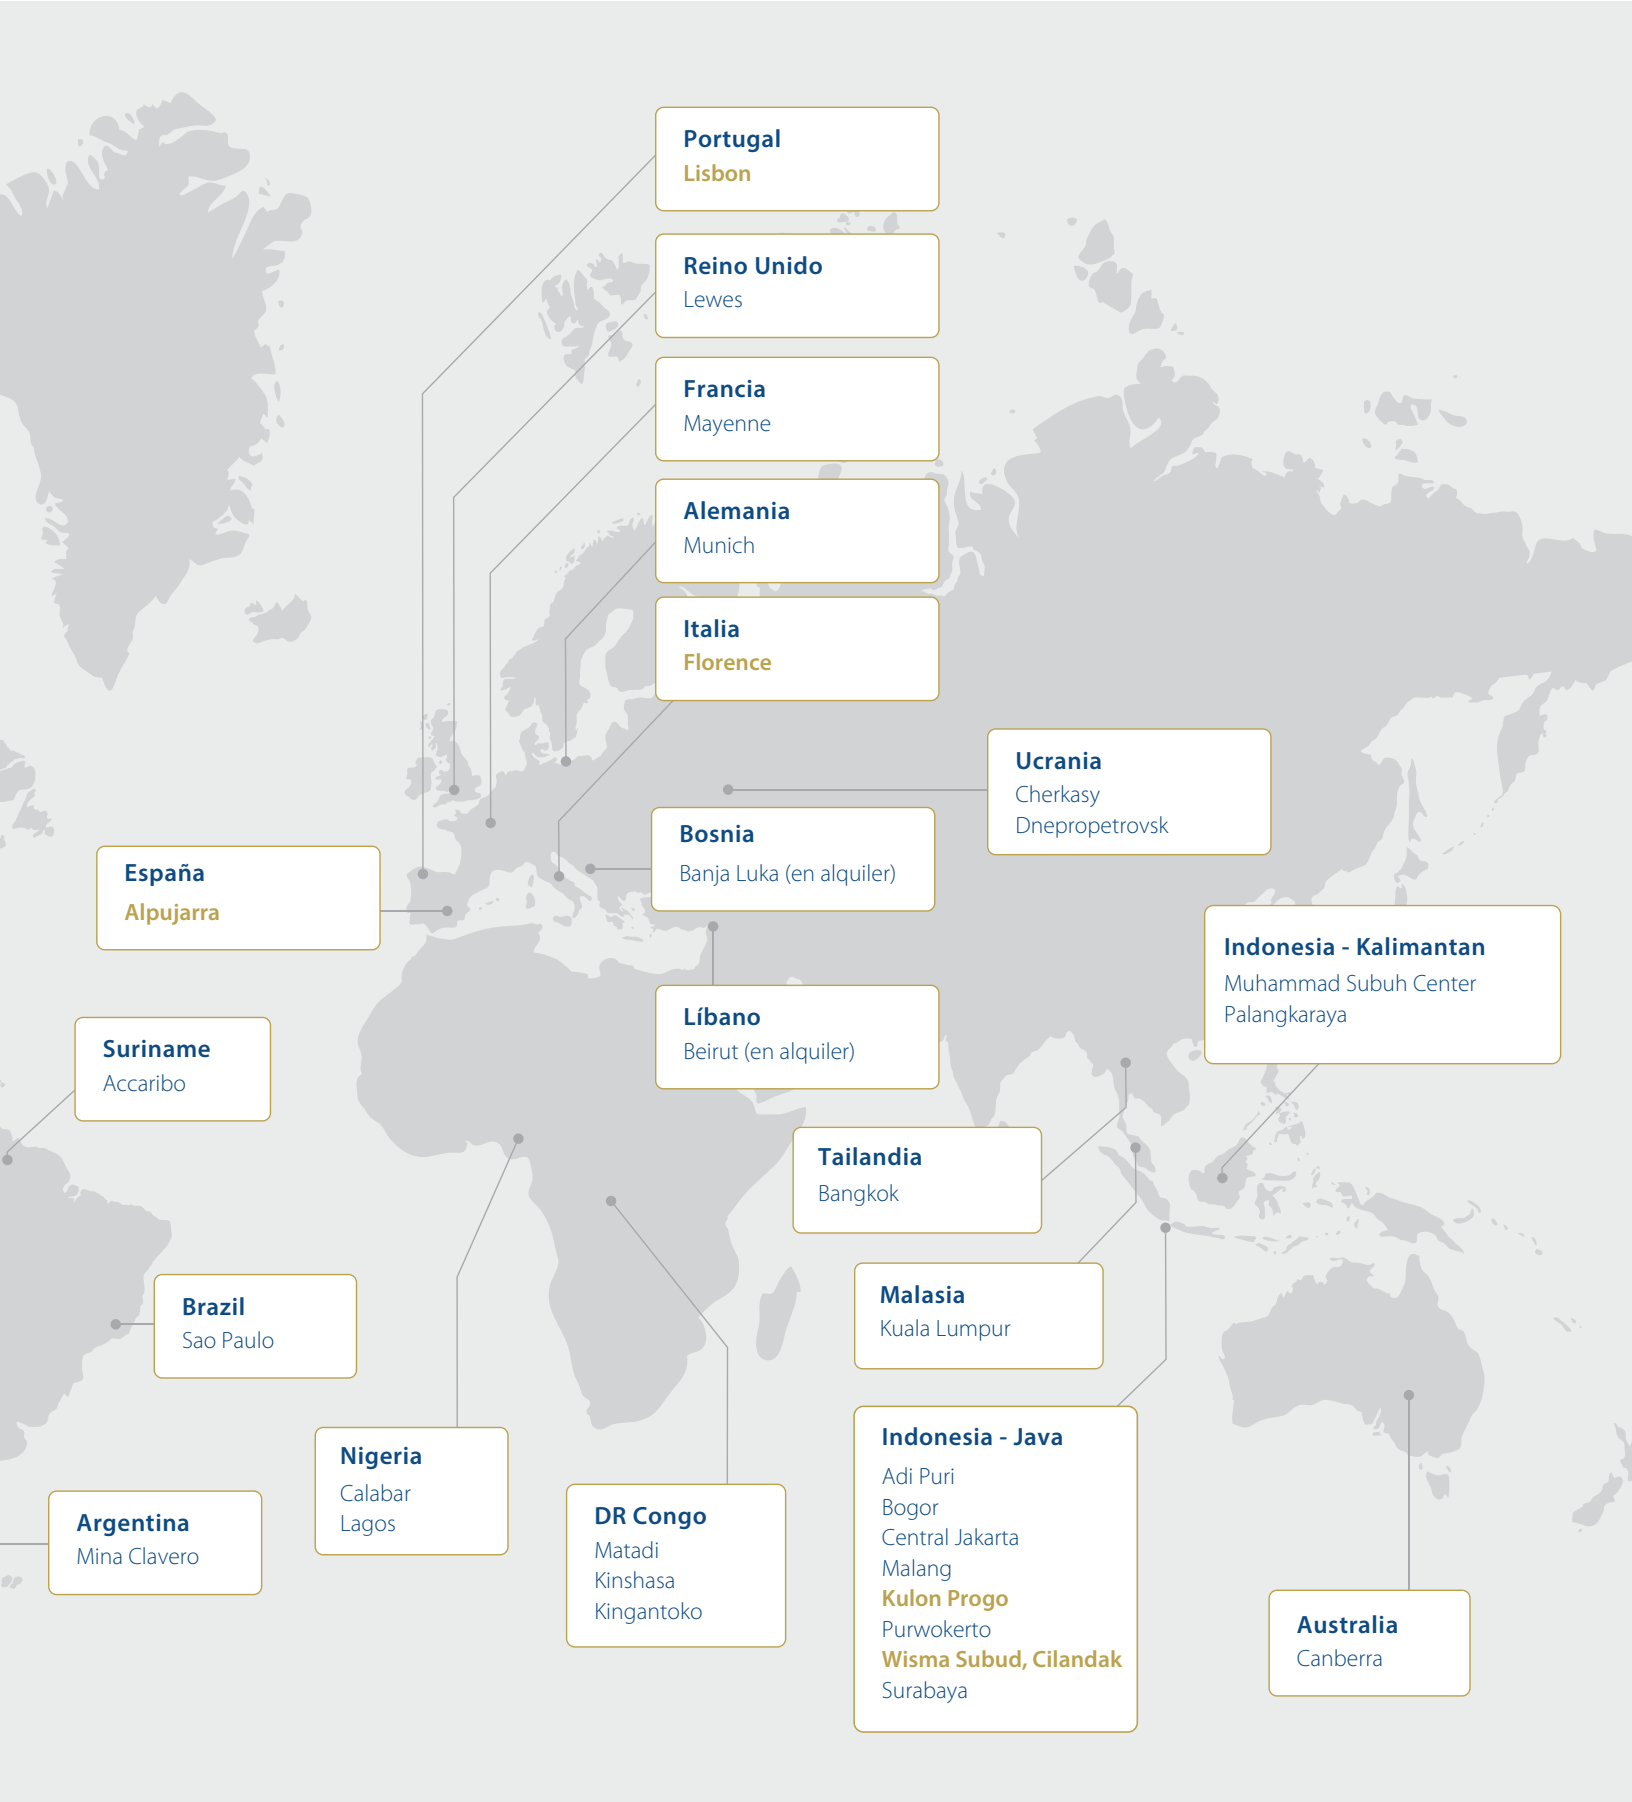 Portugal
Lisbon
Reino Unido
Lewes
Francia
Mayenne
Alemania
Munich
Italia
Florence
Ucrania
Cherkasy
Dnepropetrovsk
Bosnia
Banja Luka (en alquiler)
España
Alpujarra
Indonesia - Kalimantan
Muhammad Subuh Center
Palangkaraya
Líbano
Beirut (en alquiler)
Suriname
Accaribo
Tailandia
Bangkok
Malasia
Kuala Lumpur
Brazil
Sao Paulo
Indonesia - Java
Adi Puri
Bogor
Central Jakarta
Malang
Kulon Progo
Purwokerto
Wisma Subud, Cilandak
Surabaya
Nigeria
Calabar
Lagos
DR Congo
Matadi
Kinshasa
Kingantoko
Argentina
Mina Clavero
Australia
Canberra